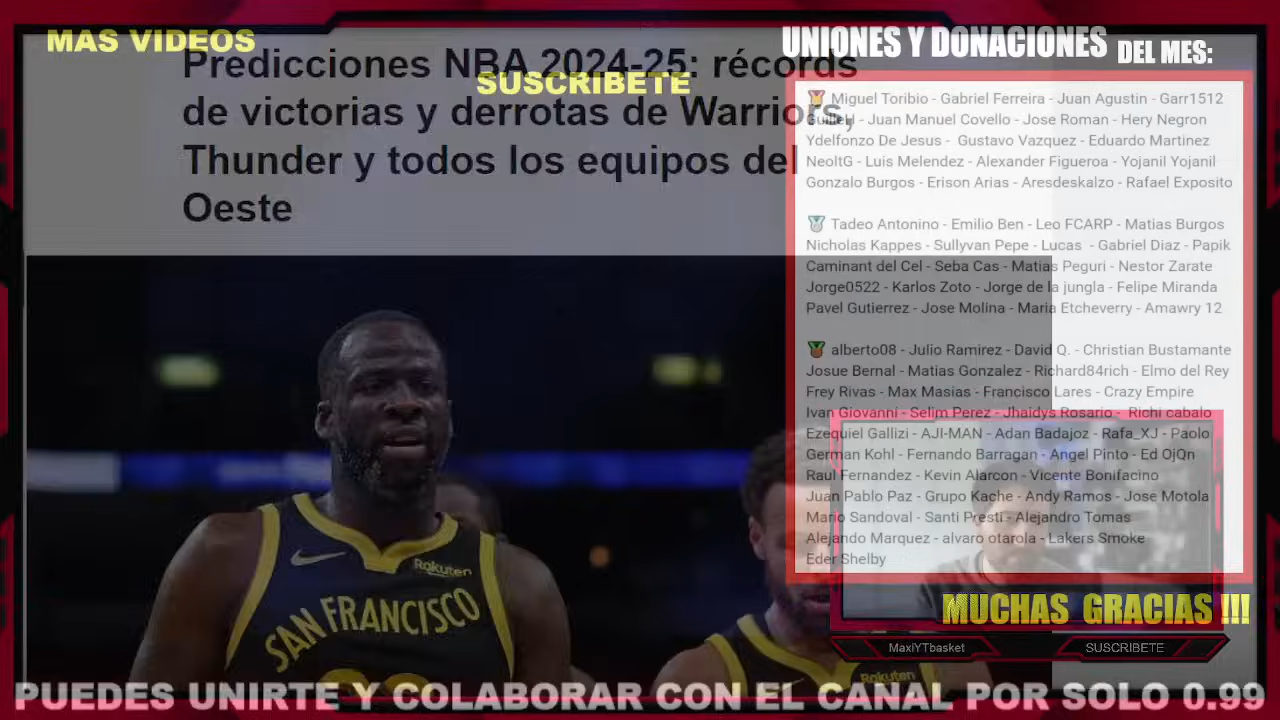 MAS VIDEOS
SUSCRIBETE
Predicciones NBA 2024-25: récords
de victorias y derrotas de Warriors,
Thunder y todos los equipos del
Oeste
UNIONES Y DONACIONES DEL MES:
Miguel Toribio - Gabriel Ferreira - Juan Agustin - Garr1512
GuilleU - Juan Manuel Covello - Jose Roman - Hery Negron
Ydelfonzo De Jesus - Gustavo Vazquez - Eduardo Martinez
NeoltG - Luis Melendez - Alexander Figueroa - Yojanil Yojanil
Gonzalo Burgos - Erison Arias - Aresdeskalzo - Rafael Exposito
Tadeo Antonino - Emilio Ben - Leo FCARP - Matias Burgos
Nicholas Kappes - Sullyvan Pepe - Lucas - Gabriel Diaz - Papik
Caminant del Cel - Seba Cas - Matias Peguri - Nestor Zarate
Jorge0522 - Karlos Zoto - Jorge de la jungla - Felipe Miranda
Pavel Gutierrez - Jose Molina - Maria Etcheverry - Amawry 12
alberto08 - Julio Ramirez - David Q. - Christian Bustamante
Josue Bernal - Matias Gonzalez - Richard84rich - Elmo del Rey
Frey Rivas - Max Masias - Francisco Lares - Crazy Empire
Ivan Giovanni - Selim Perez - Jhaidys Rosario - Richi cabalo
Ezequiel Gallizi - AJI-MAN - Adan Badajoz - Rafa_XJ - Paolo
German Kohl - Fernando Barragan - Angel Pinto - Ed OjQn
Raul Fernandez - Kevin Alarcon - Vicente Bonifacino
Juan Pablo Paz - Grupo Kache - Andy Ramos - Jose Motola
Mario Sandoval - Santi Presti - Alejandro Tomas
Alejando Marquez - alvaro otarola - Lakers Smoke
Eder Shelby
MUCHAS GRACIAS !!!
MaxiYTbasket
SUSCRIBETE
Rakuten
SAN FRANCISCO
Rakuten
PUEDES UNIRTE Y COLABORAR CON EL CANAL POR SOLO 0.99